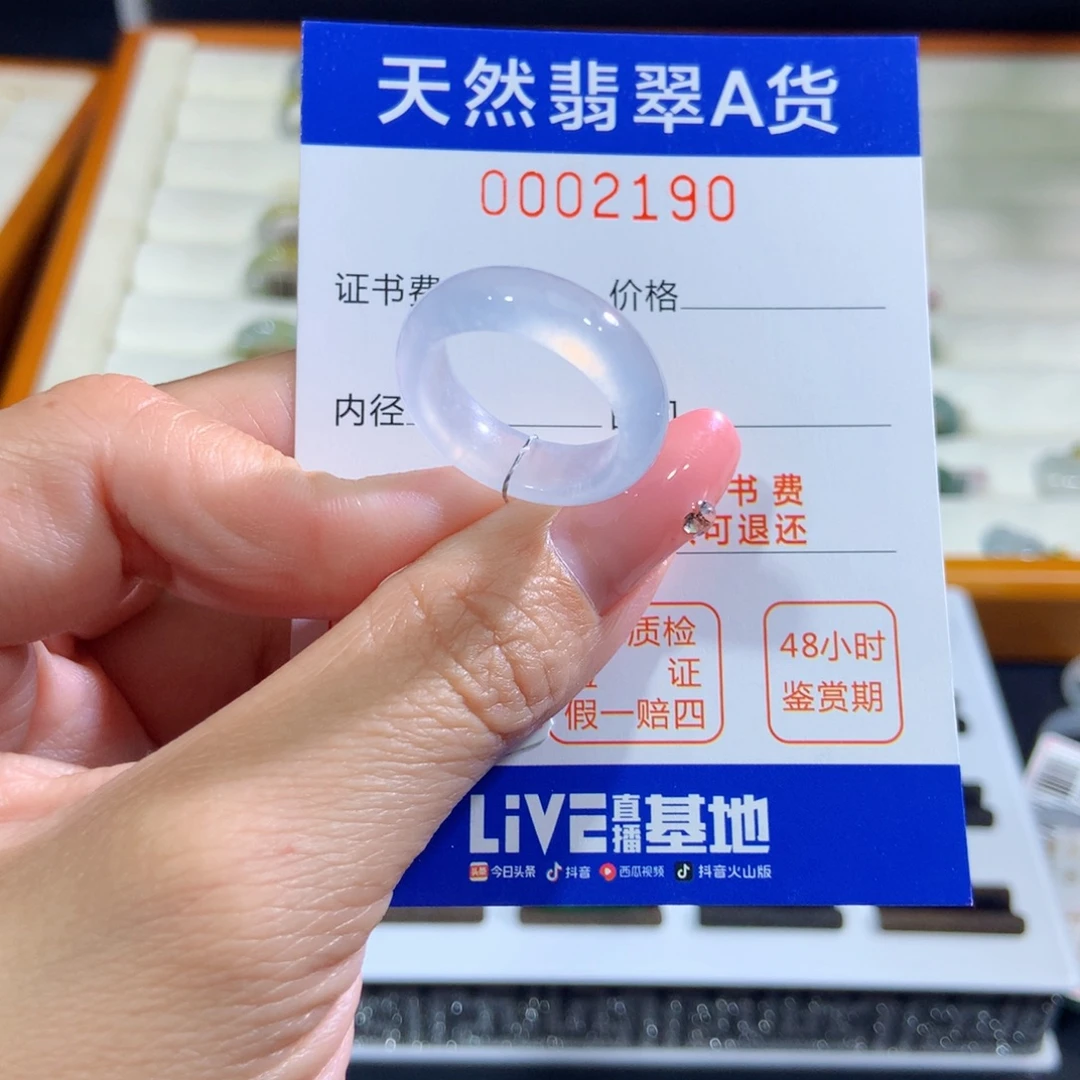 天然翡翠A货
0002190
证书费
价格
内径
书费
可退还
质检
证
假一赔四
48小时
鉴赏期
LiVE直播基地
头条 今日头条 抖音 西瓜视频 抖音火山版